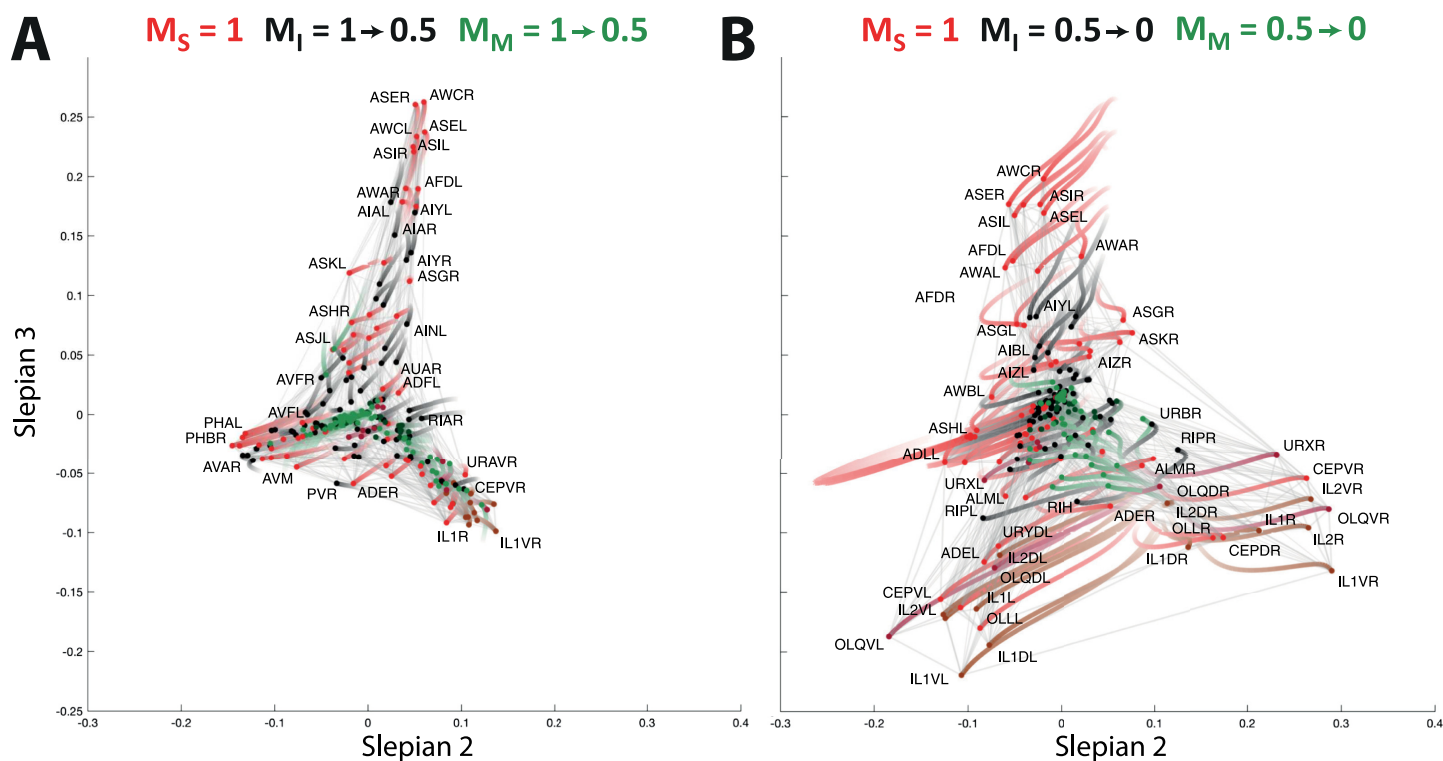 A
M_S = 1 M_I = 1→0.5 M_M = 1→0.5
ASER AWCR
0.25
AWCL ASEL
ASIR ASIL
0.2
AWAR AFDL
AIAL AIYL
AIAR
0.15
ASKL AIYR
ASGR
0.1
ASHR
AINL
ASJL
0.05
AUAR
AVFR ADFL
Slepian 3
0
AVFL
PHAL RIAR
PHBR
AVAR
-0.05
AVM URAVR
PVR ADER CEPVR
-0.1
IL1R IL1VR
-0.15
-0.2
-0.25
-0.3 -0.2 -0.1 0 0.1 0.2 0.3 0.4
Slepian 2
B
M_S = 1 M_I = 0.5→0 M_M = 0.5→0
AWCR
ASER ASIR
ASIL ASEL
AWAR
AFDL
AWAL
AFDR
AIYL
ASGR
ASGL
ASKR
AIBL
AIZR
AIZL
AWBL
URBR
ASHL
RIPR
ADLL URXR
ALMR CEPVR
URXL OLQDR IL2VR
ALML
RIPL RIH IL2DR
ADER IL1R OLQVR
URYDL OLLR
IL2R
ADEL IL2DL IL1DR CEPDR
OLQDL IL1VR
CEPVL IL1L
IL2VL
OLLL
OLQVL
IL1DL
IL1VL
-0.3 -0.2 -0.1 0 0.1 0.2 0.3 0.4
Slepian 2